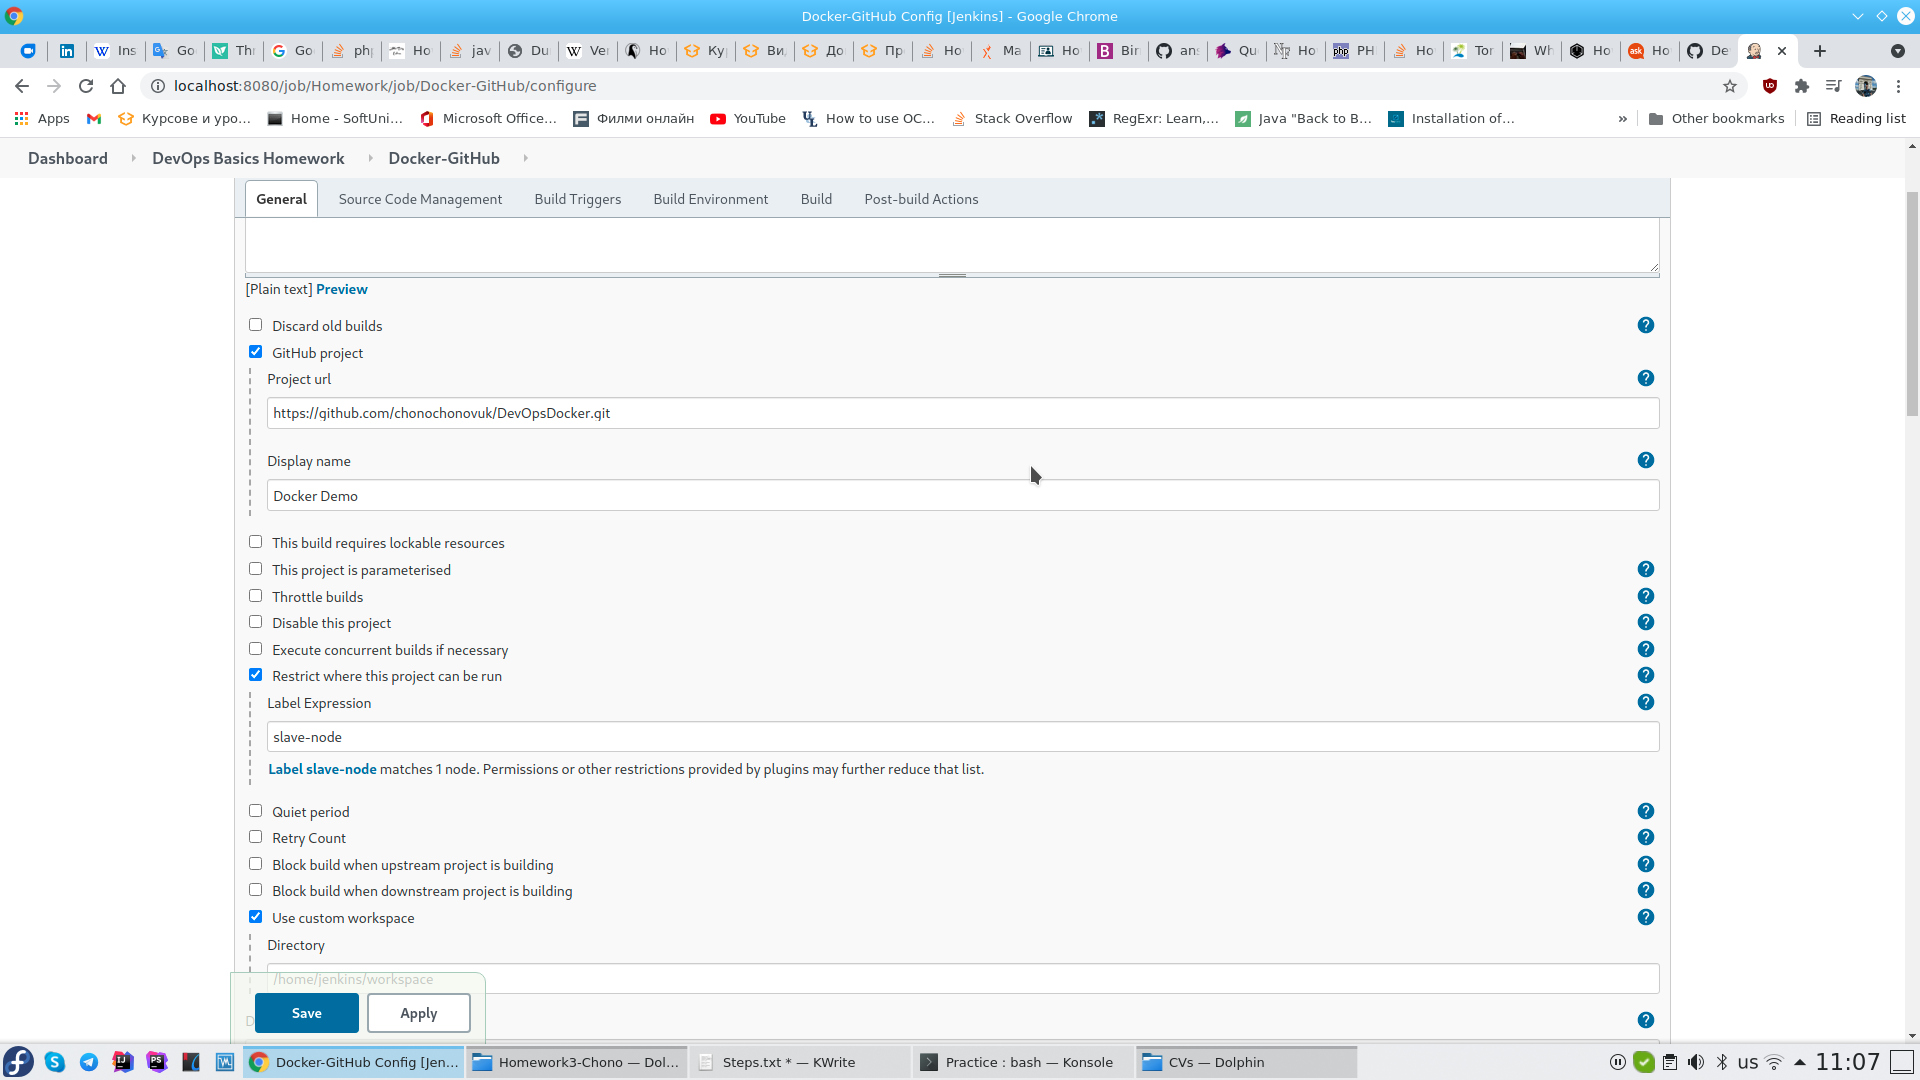 Docker-GitHub Config [Jenkins] - Google Chrome
Ins Go Thi Go ph Ho jav Du Ver Ho Ку Ви До Пр Ho Ma Ho Bin ans Qu Ho PH Ho Tor Wh Ho Ho De
localhost:8080/job/Homework/job/Docker-GitHub/configure
Apps Курсове и уро... Home - SoftUni... Microsoft Office... Филми онлайн YouTube How to use OC... Stack Overflow RegExr: Learn,... Java "Back to B... Installation of... » Other bookmarks Reading list
Dashboard DevOps Basics Homework Docker-GitHub
General Source Code Management Build Triggers Build Environment Build Post-build Actions
[Plain text] Preview
Discard old builds
GitHub project
Project url
https://github.com/chonochonovuk/DevOpsDocker.git
Display name
Docker Demo
This build requires lockable resources
This project is parameterised
Throttle builds
Disable this project
Execute concurrent builds if necessary
Restrict where this project can be run
Label Expression
slave-node
Label slave-node matches 1 node. Permissions or other restrictions provided by plugins may further reduce that list.
Quiet period
Retry Count
Block build when upstream project is building
Block build when downstream project is building
Use custom workspace
Directory
/home/jenkins/workspace
Save Apply
Docker-GitHub Config [Jen... Homework3-Chono — Dol... Steps.txt * — KWrite Practice : bash — Konsole CVs — Dolphin us 11:07